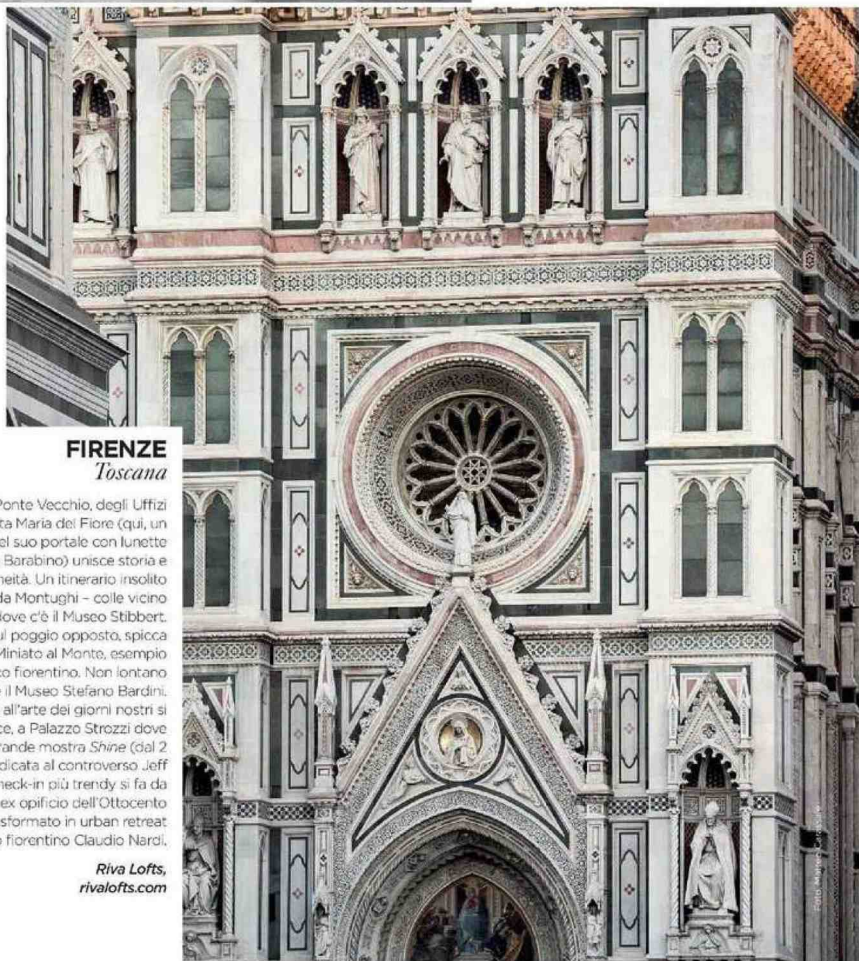 FIRENZE
Toscana
Ponte Vecchio, degli Uffizi
ta Maria del Fiore (qui, un
el suo portale con lunette
Barabino) unisce storia e
neità. Un itinerario insolito
da Montughi – colle vicino
dove c'è il Museo Stibbert.
ul poggio opposto, spicca
Miniato al Monte, esempio
co fiorentino. Non lontano
il Museo Stefano Bardini.
all'arte dei giorni nostri si
ce, a Palazzo Strozzi dove
rande mostra Shine (dal 2
dicata al controverso Jeff
heck-in più trendy si fa da
ex opificio dell'Ottocento
sformato in urban retreat
o fiorentino Claudio Nardi.
Riva Lofts,
rivalofts.com
Foto: